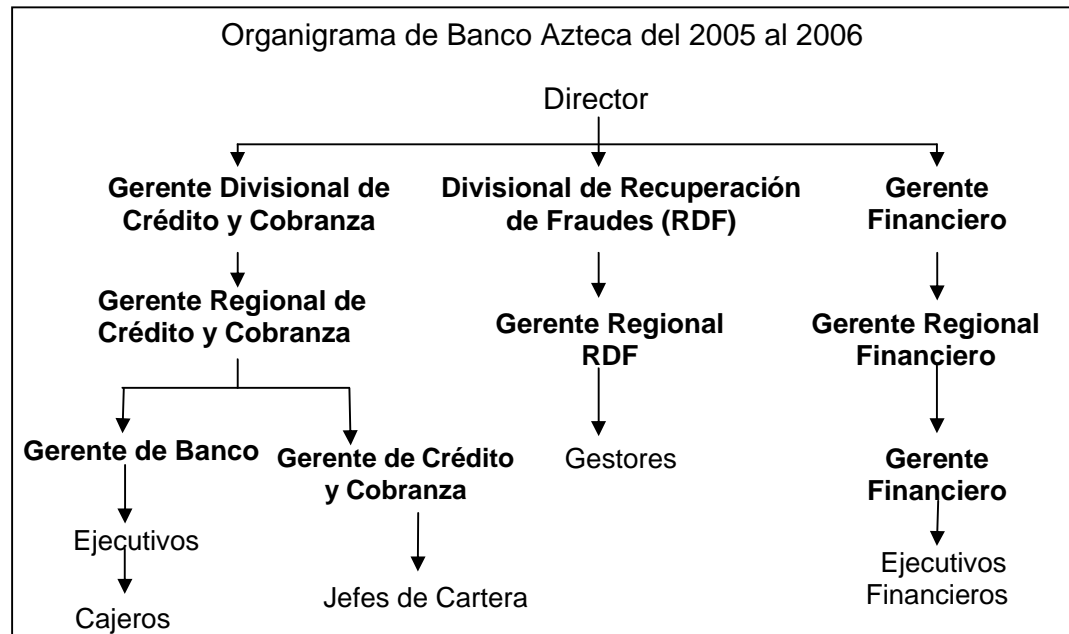 Organigrama de Banco Azteca del 2005 al 2006
Director
Gerente Divisional de
Crédito y Cobranza
Divisional de Recuperación
de Fraudes (RDF)
Gerente
Financiero
Gerente Regional de
Crédito y Cobranza
Gerente Regional
RDF
Gerente Regional
Financiero
Gerente de Banco
Gerente de Crédito
y Cobranza
Gestores
Gerente
Financiero
Ejecutivos
Cajeros
Jefes de Cartera
Ejecutivos
Financieros